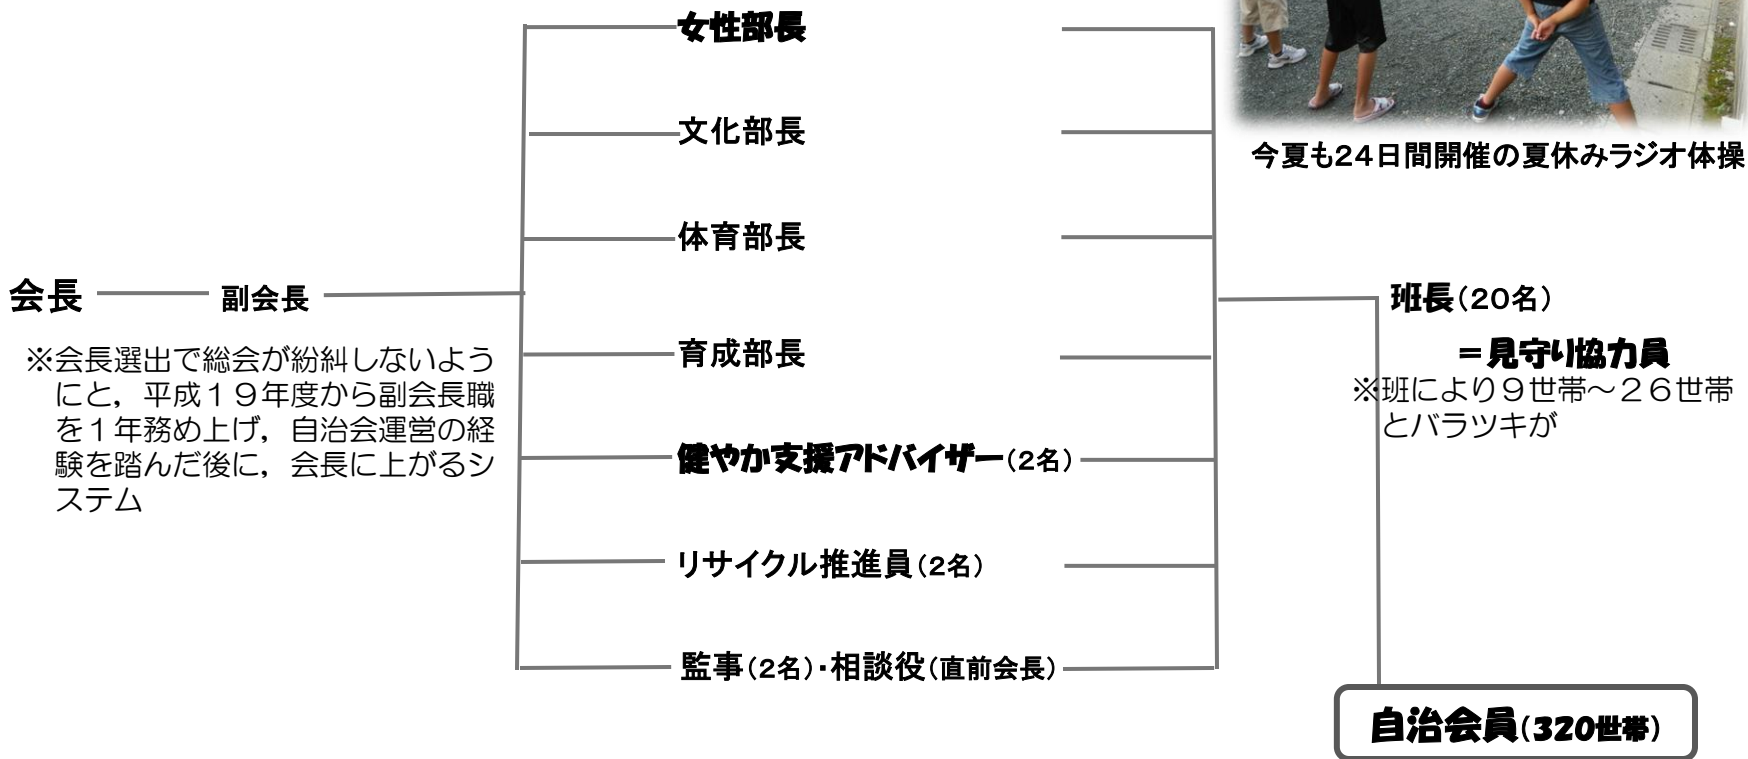 女性部長
文化部長
今夏も24日間開催の夏休みラジオ体操
体育部長
会長
副会長
班長(20名)
=見守り協力員
※会長選出で総会が紛糾しないよう
にと,平成19年度から副会長職
を1年務め上げ,自治会運営の経
験を踏んだ後に,会長に上がるシ
ステム
育成部長
※班により9世帯~26世帯
とバラツキが
健やか支援アドバイザー(2名)
リサイクル推進員(2名)
監事(2名)・相談役(直前会長)
自治会員(320世帯)